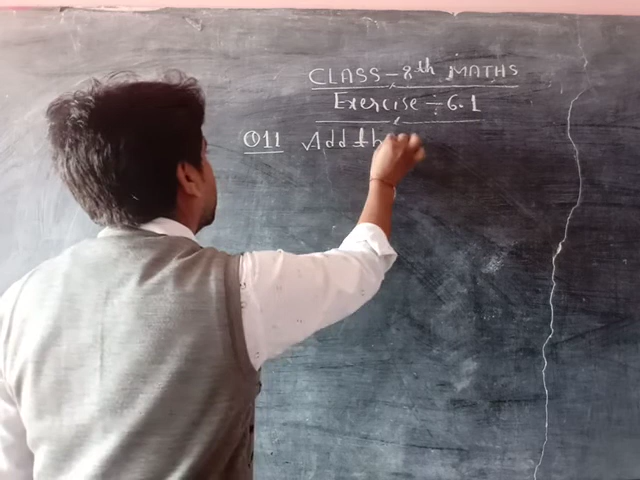 CLASS - 8th MATHS
Exercise ÷ 6.1
Q11 Add th